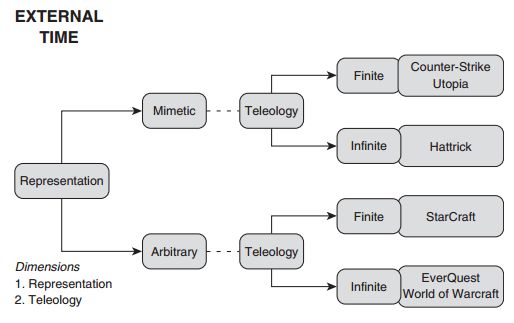 EXTERNAL
TIME
Counter-Strike
Utopia
Finite
Mimetic
Teleology
Infinite
Hattrick
Representation
Finite
StarCraft
Arbitrary
Teleology
Infinite
EverQuest
World of Warcraft
Dimensions
1. Representation
2. Teleology